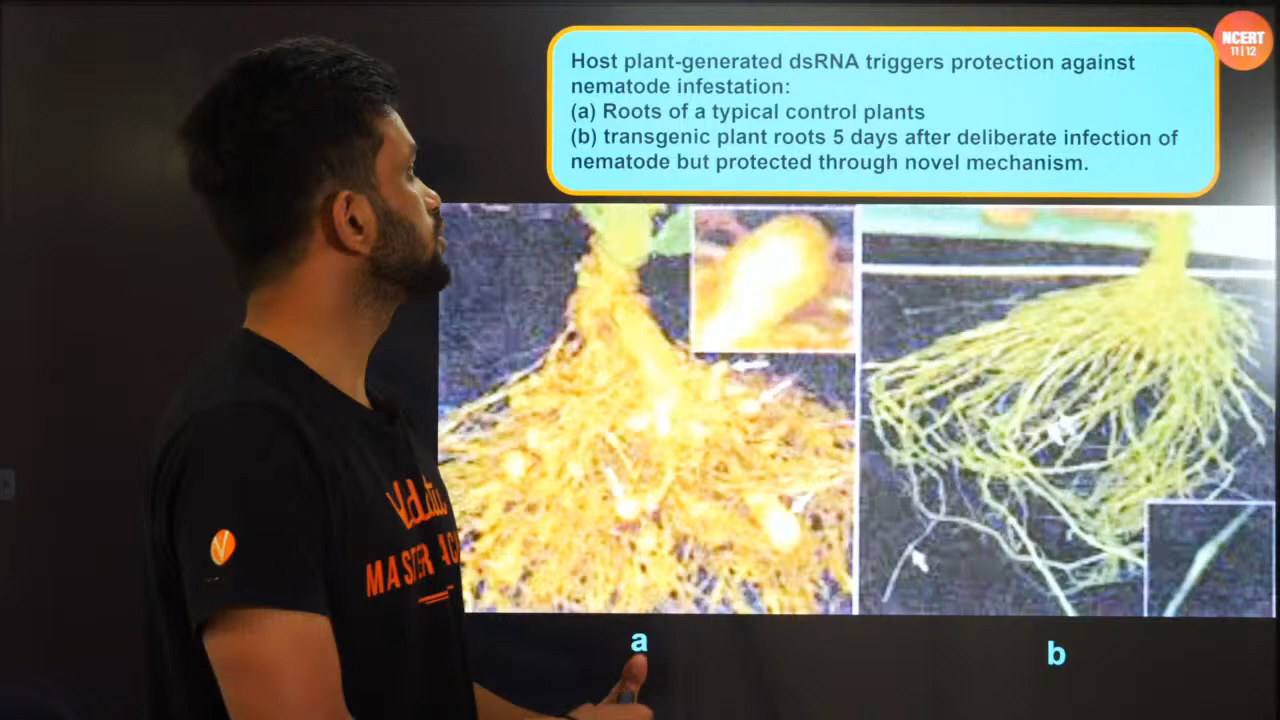 NCERT
11|12
Host plant-generated dsRNA triggers protection against
nematode infestation:
(a) Roots of a typical control plants
(b) transgenic plant roots 5 days after deliberate infection of
nematode but protected through novel mechanism.
V
MASTER
a
b